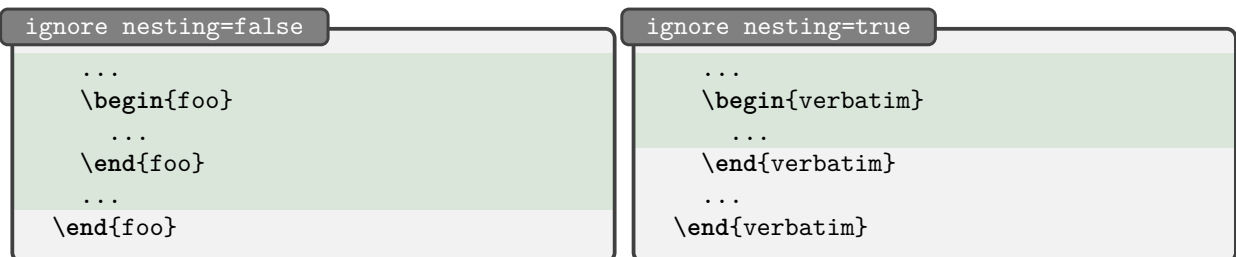 ignore nesting=false
...
\begin{foo}
...
\end{foo}
...
\end{foo}
ignore nesting=true
...
\begin{verbatim}
...
\end{verbatim}
...
\end{verbatim}